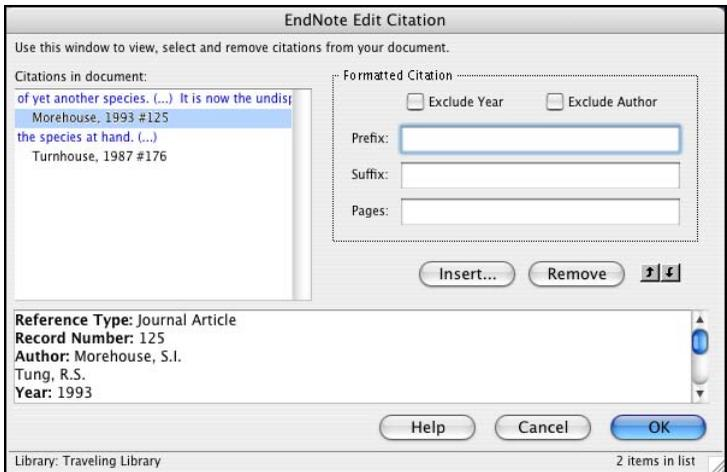 EndNote Edit Citation
Use this window to view, select and remove citations from your document.
Citations in document:
of yet another species. (...) It is now the undisp
Morehouse, 1993 #125
the species at hand. (...)
Turnhouse, 1987 #176
Formatted Citation
Exclude Year
Exclude Author
Prefix:
Suffix:
Pages:
Insert...
Remove
Reference Type: Journal Article
Record Number: 125
Author: Morehouse, S.I.
Tung, R.S.
Year: 1993
Help
Cancel
OK
Library: Traveling Library
2 items in list